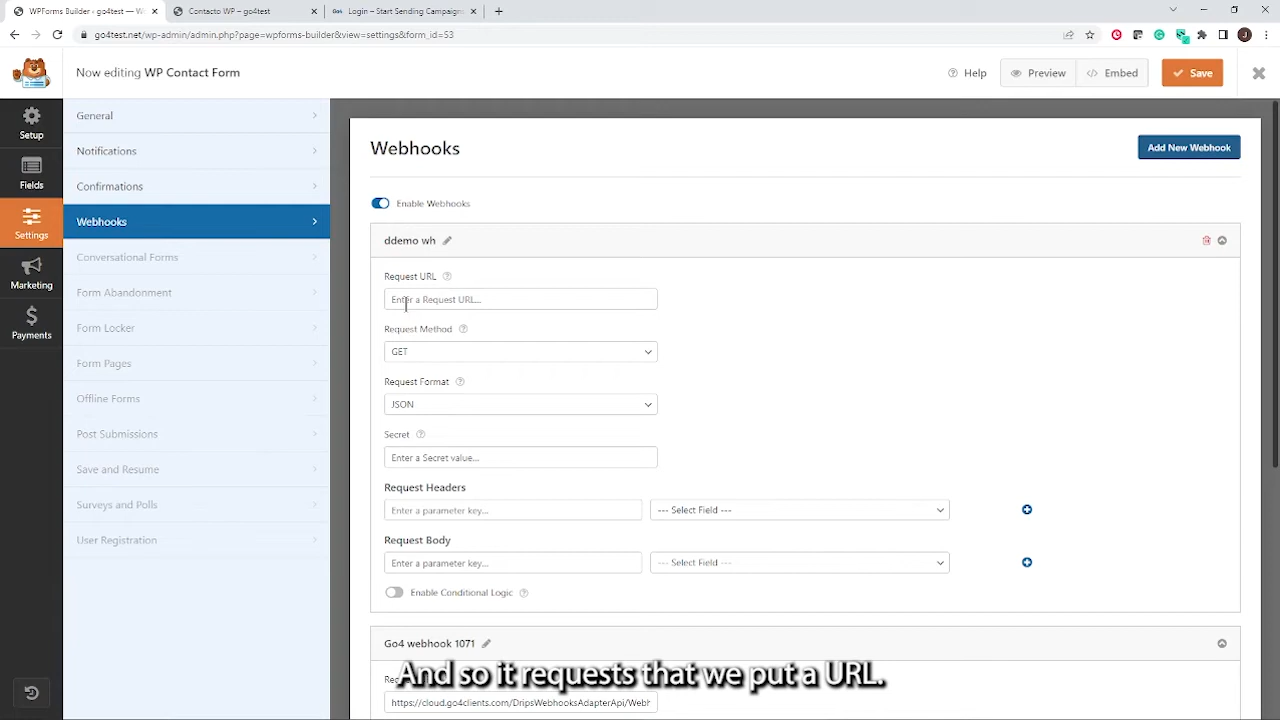 WPForms Builder - go4test — W
Contacto WP – go4test
Go4 Login – Start Sending Campaigns
go4test.net/wp-admin/admin.php?page=wpforms-builder&view=settings&form_id=53
J
Now editing WP Contact Form
Help
Preview
Embed
Save
Setup
Fields
Settings
Marketing
Payments
General
Notifications
Confirmations
Webhooks
Conversational Forms
Form Abandonment
Form Locker
Form Pages
Offline Forms
Post Submissions
Save and Resume
Surveys and Polls
User Registration
Webhooks
Add New Webhook
Enable Webhooks
ddemo wh
Request URL
Enter a Request URL...
Request Method
GET
Request Format
JSON
Secret
Enter a Secret value...
Request Headers
Enter a parameter key...
--- Select Field ---
Request Body
Enter a parameter key...
--- Select Field ---
Enable Conditional Logic
Go4 webhook 1071
And so it requests that we put a URL.
https://cloud.go4clients.com/DripsWebhooksAdapterApi/Webh